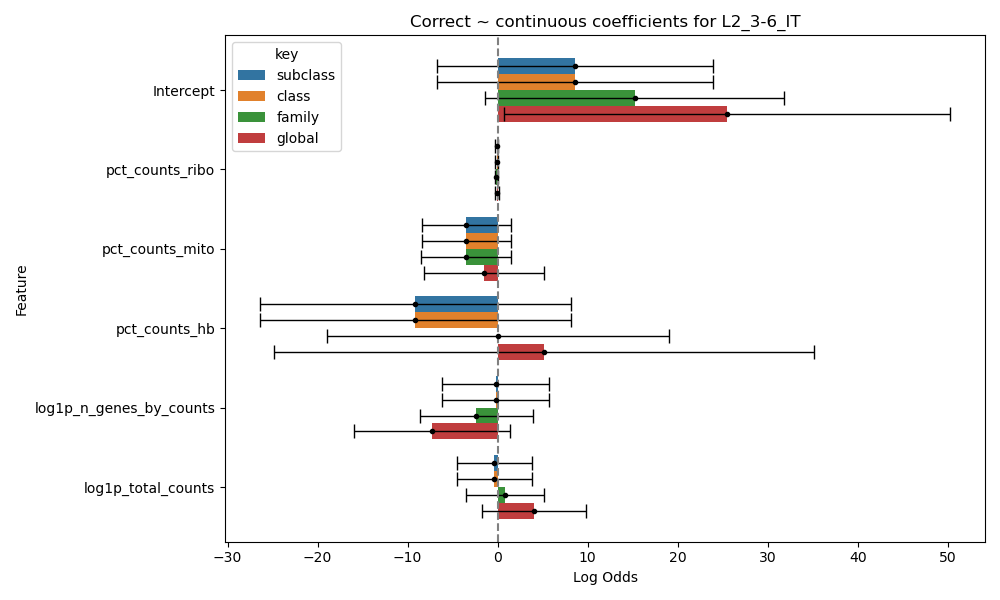 Correct ~ continuous coefficients for L2_3-6_IT
key
subclass
class
family
global
Intercept
pct_counts_ribo
pct_counts_mito
pct_counts_hb
log1p_n_genes_by_counts
log1p_total_counts
Feature
−30
−20
−10
0
10
20
30
40
50
Log Odds